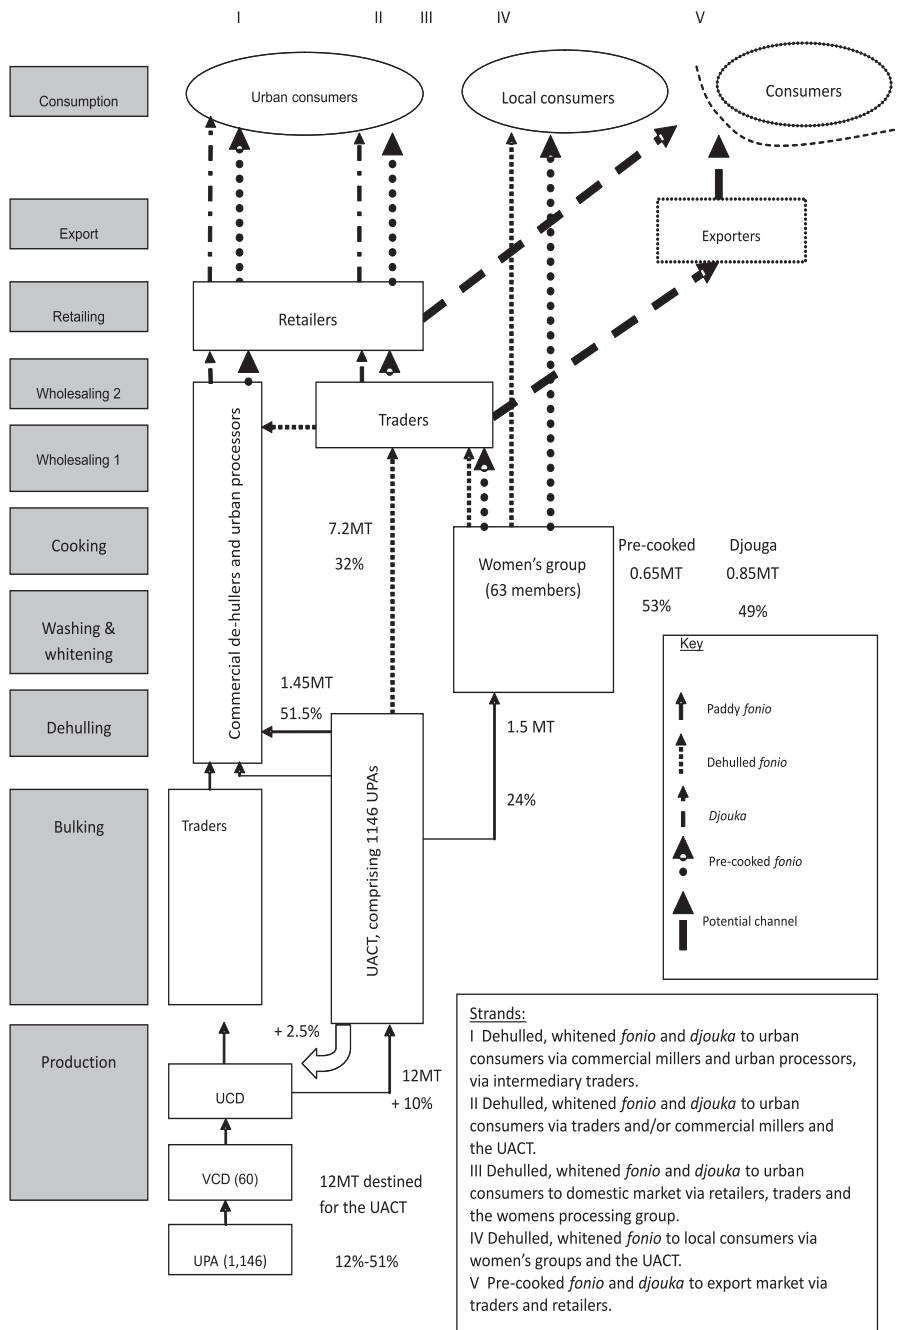 I II III IV V
Consumption
Urban consumers
Local consumers
Consumers
Export
Exporters
Retailing
Retailers
Wholesaling 2
Traders
Wholesaling 1
Commercial de-hullers and urban processors
Cooking
7.2MT
32%
Women's group
(63 members)
Pre-cooked
0.65MT
53%
Djouga
0.85MT
49%
Washing &
whitening
Dehulling
1.45MT
51.5%
1.5 MT
24%
Key
Paddy fonio
Dehulled fonio
Djouka
Pre-cooked fonio
Potential channel
Bulking
Traders
UACT, comprising 1146 UPAs
Production
+ 2.5%
UCD
12MT
+ 10%
VCD (60)
12MT destined
for the UACT
UPA (1,146)
12%-51%
Strands:
I Dehulled, whitened fonio and djouka to urban
consumers via commercial millers and urban processors,
via intermediary traders.
II Dehulled, whitened fonio and djouka to urban
consumers via traders and/or commercial millers and
the UACT.
III Dehulled, whitened fonio and djouka to urban
consumers to domestic market via retailers, traders and
the womens processing group.
IV Dehulled, whitened fonio to local consumers via
women's groups and the UACT.
V Pre-cooked fonio and djouka to export market via
traders and retailers.